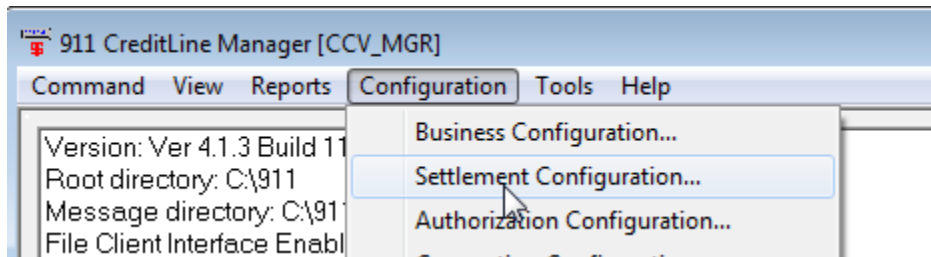 911 CreditLine Manager [CCV_MGR]
Command View Reports Configuration Tools Help
Business Configuration...
Version: Ver 4.1.3 Build 11
Settlement Configuration...
Root directory: C:\911
Message directory: C:\91
Authorization Configuration...
File Client Interface Enabl